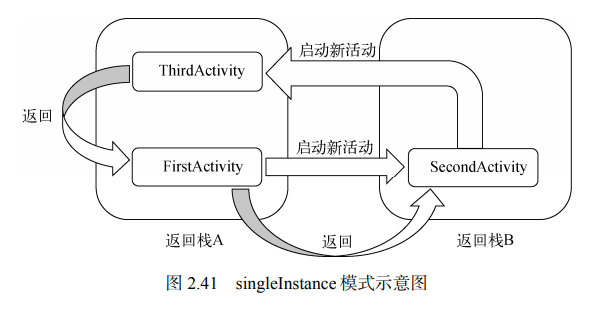 启动新活动
ThirdActivity
返回
启动新活动
FirstActivity
SecondActivity
返回栈A
返回
返回栈B
图 2.41 singleInstance 模式示意图